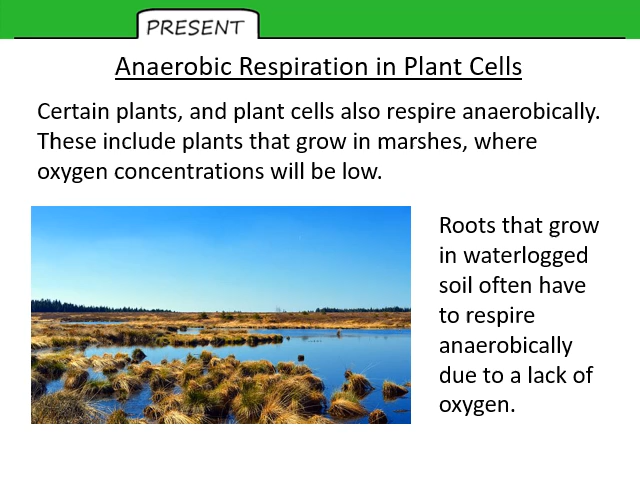 PRESENT
Anaerobic Respiration in Plant Cells
Certain plants, and plant cells also respire anaerobically.
These include plants that grow in marshes, where
oxygen concentrations will be low.
Roots that grow
in waterlogged
soil often have
to respire
anaerobically
due to a lack of
oxygen.